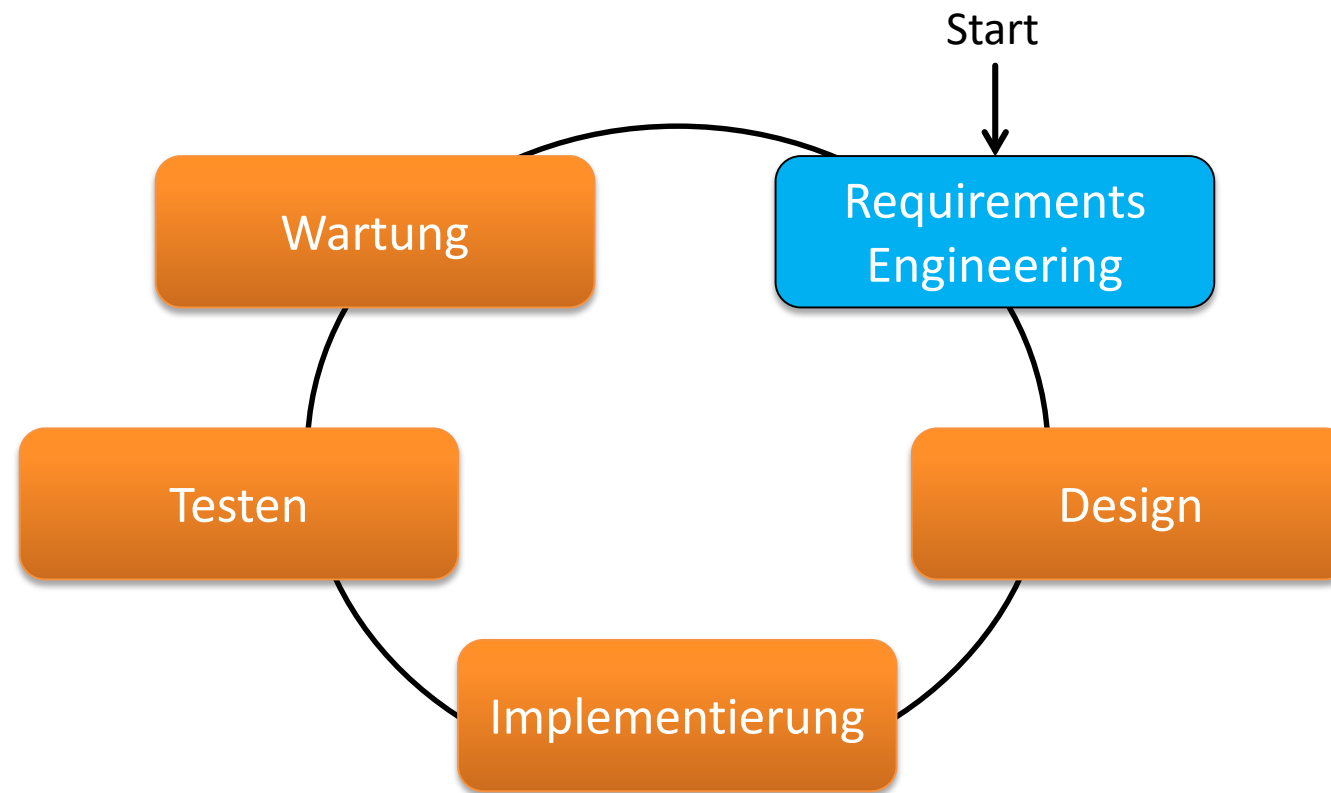 Start
Requirements
Engineering
Wartung
Testen
Design
Implementierung